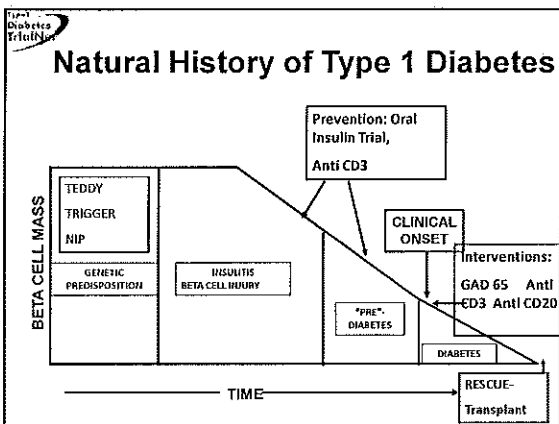 Type 1
Diabetes
TrialNet
Natural History of Type 1 Diabetes
Prevention: Oral
Insulin Trial,
Anti CD3
TEDDY
TRIGGER
NIP
CLINICAL
ONSET
BETA CELL MASS
GENETIC
PREDISPOSITION
INSULITIS
BETA CELL INJURY
Interventions:
GAD 65 Anti
CD3 Anti CD20
"PRE"-
DIABETES
DIABETES
TIME
RESCUE-
Transplant